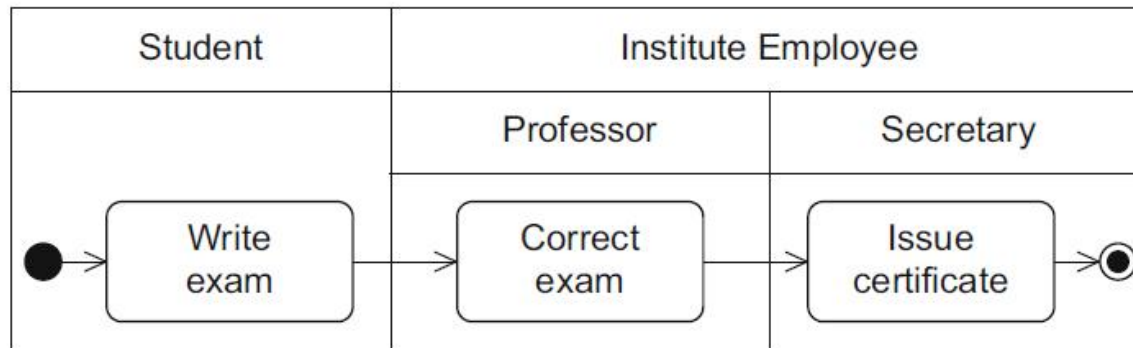 Student
Institute Employee
Professor
Secretary
Write
exam
Correct
exam
Issue
certificate